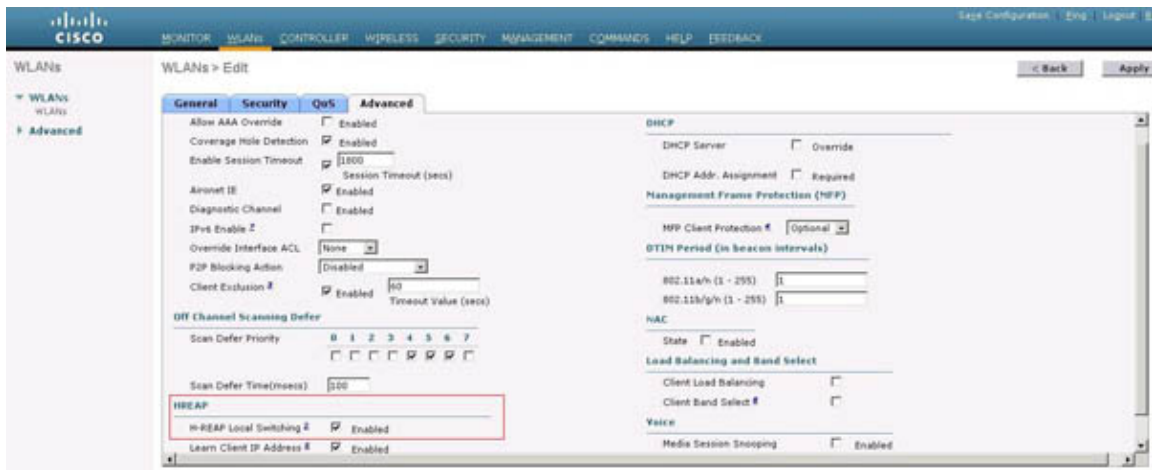 Save Configuration Ping Logout
CISCO
MONITOR WLANs CONTROLLER WIRELESS SECURITY MANAGEMENT COMMANDS HELP FEEDBACK
WLANs
WLANs > Edit
< Back
Apply
WLANs
WLANs
Advanced
General Security QoS Advanced
Allow AAA Override Enabled
Coverage Hole Detection Enabled
Enable Session Timeout 1800
Session Timeout (secs)
Aironet IE Enabled
Diagnostic Channel Enabled
IPv6 Enable
Override Interface ACL None
P2P Blocking Action Disabled
Client Exclusion Enabled 60
Timeout Value (secs)
Off Channel Scanning Defer
Scan Defer Priority 0 1 2 3 4 5 6 7
Scan Defer Time(msecs) 100
HREAP
H-REAP Local Switching 2 Enabled
Learn Client IP Address Enabled
DHCP
DHCP Server Override
DHCP Addr. Assignment Required
Management Frame Protection (MFP)
MFP Client Protection 4 Optional
DTIM Period (in beacon intervals)
802.11a/n (1 - 255) 1
802.11b/g/n (1 - 255) 1
NAC
State Enabled
Load Balancing and Band Select
Client Load Balancing
Client Band Select
Voice
Media Session Snooping Enabled